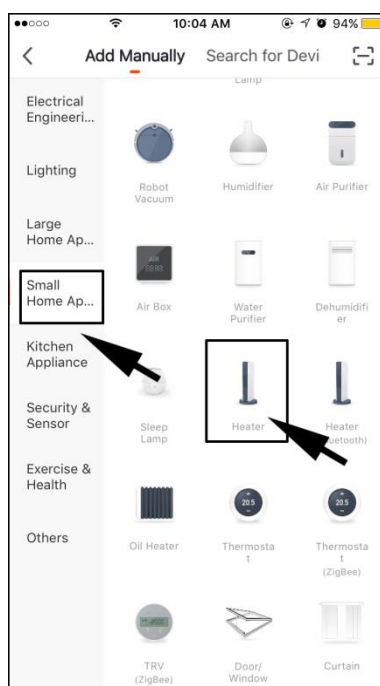 10:04 AM 94%
Add Manually Search for Devi
Electrical
Engineeri...
Lighting
Large
Home Ap...
Small
Home Ap...
Kitchen
Appliance
Security &
Sensor
Exercise &
Health
Others
Lamp
Robot
Vacuum
Humidifier
Air Purifier
Air Box
Water
Purifier
Dehumidifi
er
Sleep
Lamp
Heater
Heater
Oil Heater
20.5
Thermosta
t
20.5
Thermosta
t
(ZigBee)
TRV
(ZigBee)
Door/
Window
Curtain